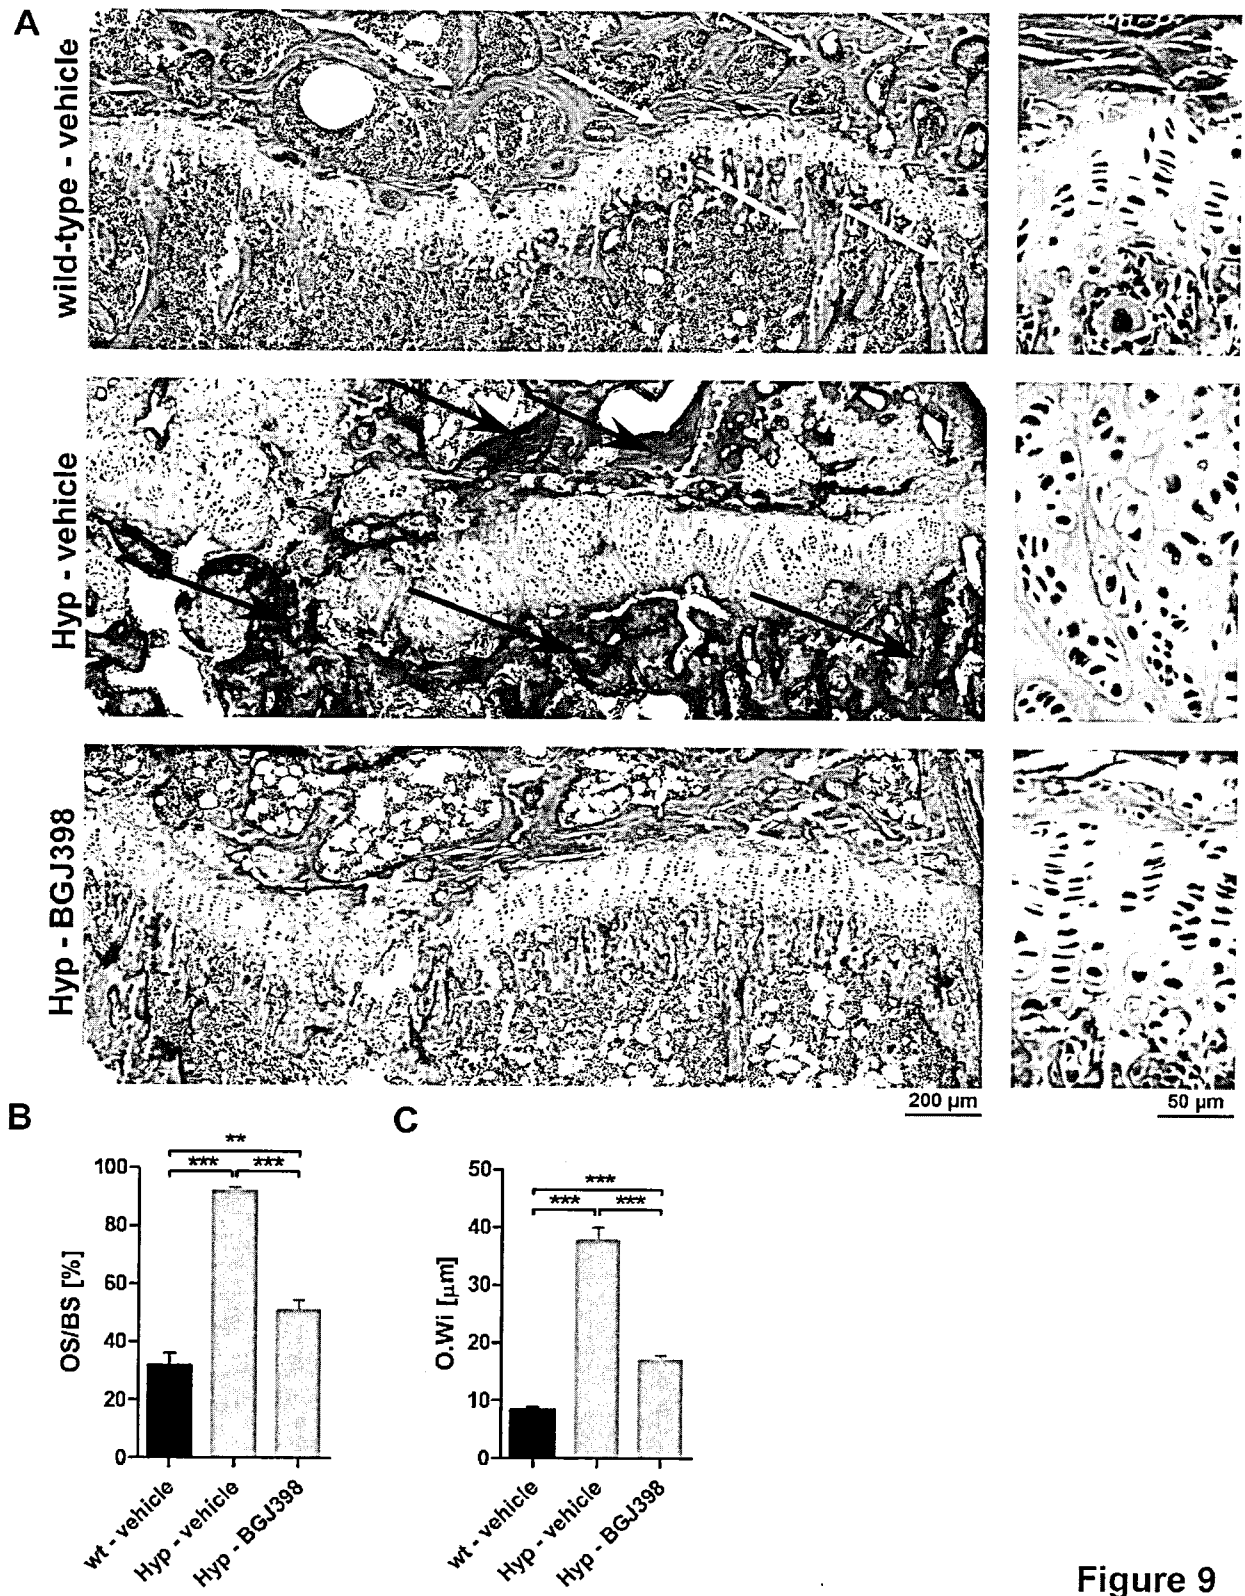 A
wild-type - vehicle
Hyp - vehicle
Hyp - BGJ398
200 µm
50 µm
B
OS/BS [%]
100
80
60
40
20
0
**
***
***
wt - vehicle
Hyp - vehicle
Hyp - BGJ398
C
O.Wi [µm]
50
40
30
20
10
0
***
***
***
wt - vehicle
Hyp - vehicle
Hyp - BGJ398
Figure 9